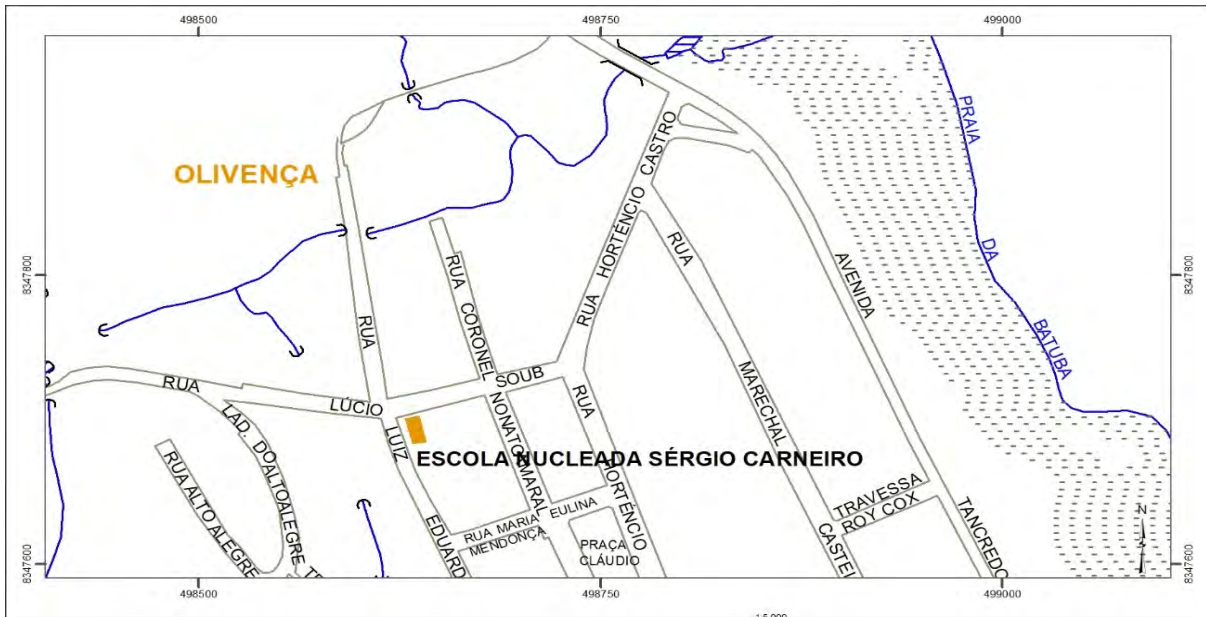 498500
498750
499000
PRAIA
DA
BATUBA
OLIVENÇA
RUA HORTÊNCIO CASTRO
RUA
MARECHAL
CASTEL
AVENIDA
TANCREDO
8347800
8347800
RUA CORONEL
NONATO
AMARAL
RUA
RUA
LÚCIO
SOUB
RUA
HORTÊNCIO
LUIZ
EDUARD
LAD. DO ALTO ALEGRE
RUA ALTO ALEGRE
ESCOLA NUCLEADA SÉRGIO CARNEIRO
TRAVESSA
ROY COX
RUA MARIA EULINA
MENDONÇA
PRAÇA
CLÁUDIO
N
8347600
8347600
498500
498750
499000